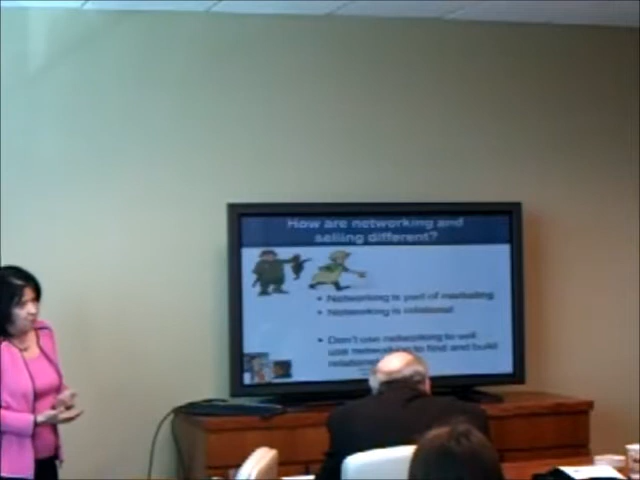 How are networking and
selling different?
• Networking is part of marketing
• Networking is relational
• Don't use networking to sell
use networking to find and build